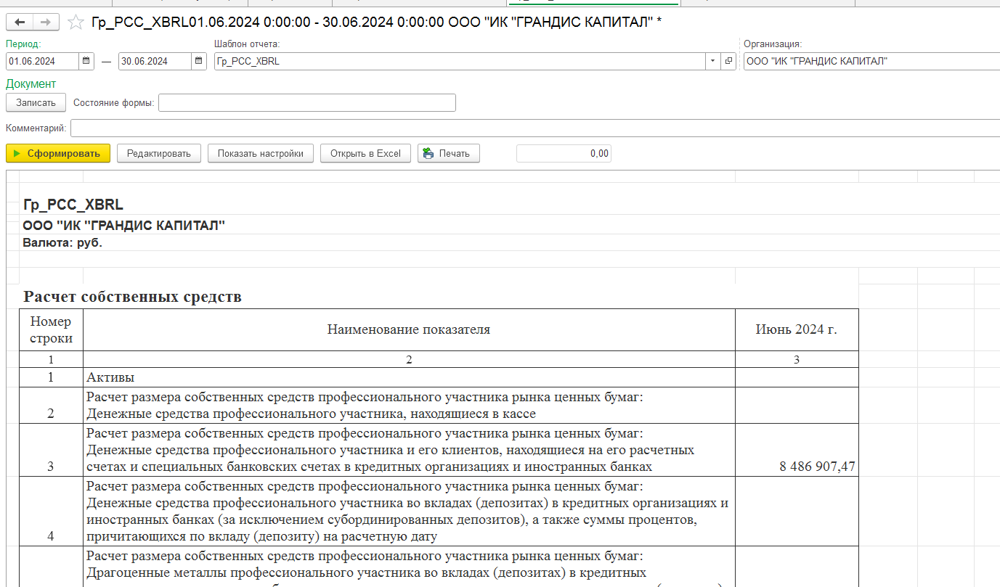 Гр_РСС_XBRL01.06.2024 0:00:00 - 30.06.2024 0:00:00 ООО "ИК "ГРАНДИС КАПИТАЛ" *
Период:
Шаблон отчета:
Организация:
01.06.2024 — 30.06.2024
Гр_РСС_XBRL
ООО "ИК "ГРАНДИС КАПИТАЛ"
Документ
Записать
Состояние формы:
Комментарий:
Сформировать
Редактировать
Показать настройки
Открыть в Excel
Печать
0,00
Гр_РСС_XBRL
ООО "ИК "ГРАНДИС КАПИТАЛ"
Валюта: руб.
Расчет собственных средств
Номер
строки
Наименование показателя
Июнь 2024 г.
1 2 3
1 Активы
Расчет размера собственных средств профессионального участника рынка ценных бумаг:
2 Денежные средства профессионального участника, находящиеся в кассе
Расчет размера собственных средств профессионального участника рынка ценных бумаг:
Денежные средства профессионального участника и его клиентов, находящиеся на его расчетных
3 счетах и специальных банковских счетах в кредитных организациях и иностранных банках 8 486 907,47
Расчет размера собственных средств профессионального участника рынка ценных бумаг:
Денежные средства профессионального участника во вкладах (депозитах) в кредитных организациях и
иностранных банках (за исключением субординированных депозитов), а также суммы процентов,
4 причитающихся по вкладу (депозиту) на расчетную дату
Расчет размера собственных средств профессионального участника рынка ценных бумаг:
Драгоценные металлы профессионального участника во вкладах (депозитах) в кредитных